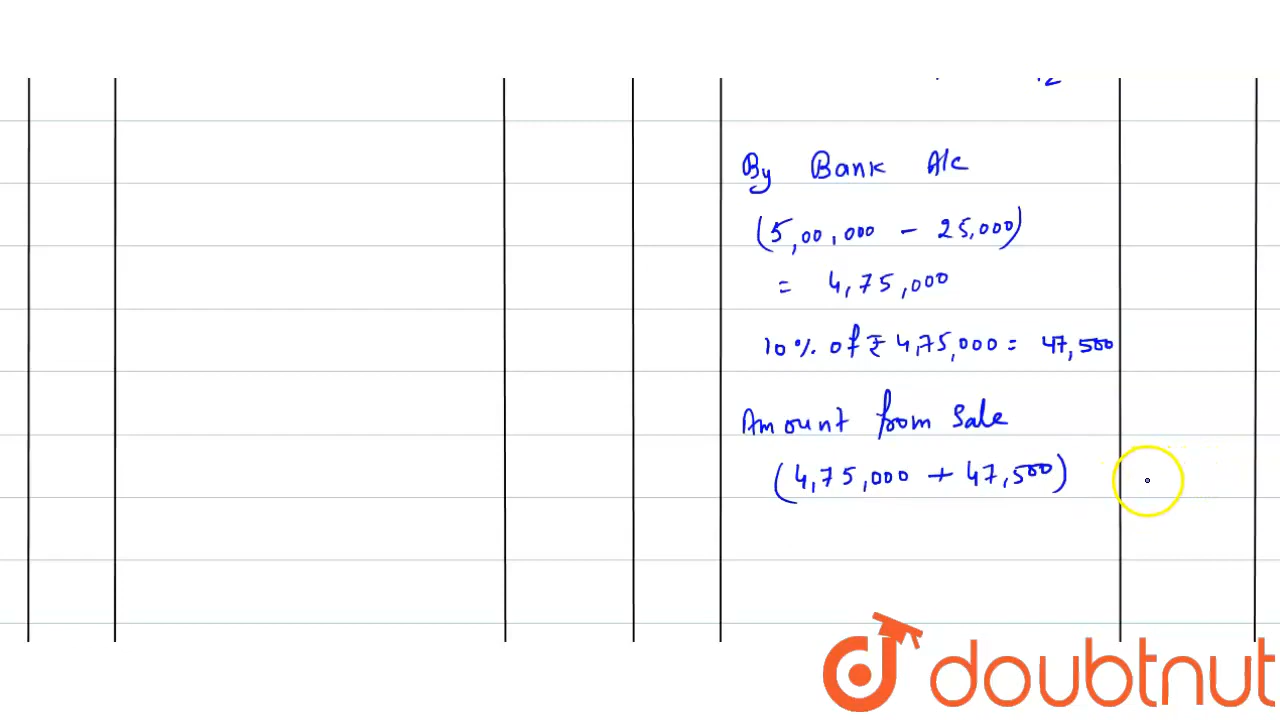 12
By Bank A/c
(5,00,000 - 25,000)
= 4,75,000
10% of ₹ 4,75,000 = 47,500
Amount from Sale
(4,75,000 + 47,500)
doubtnut